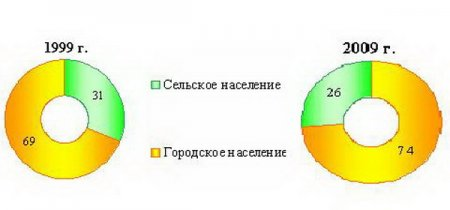 1999 г.
2009 г.
31
69
Сельское население
Городское население
26
74